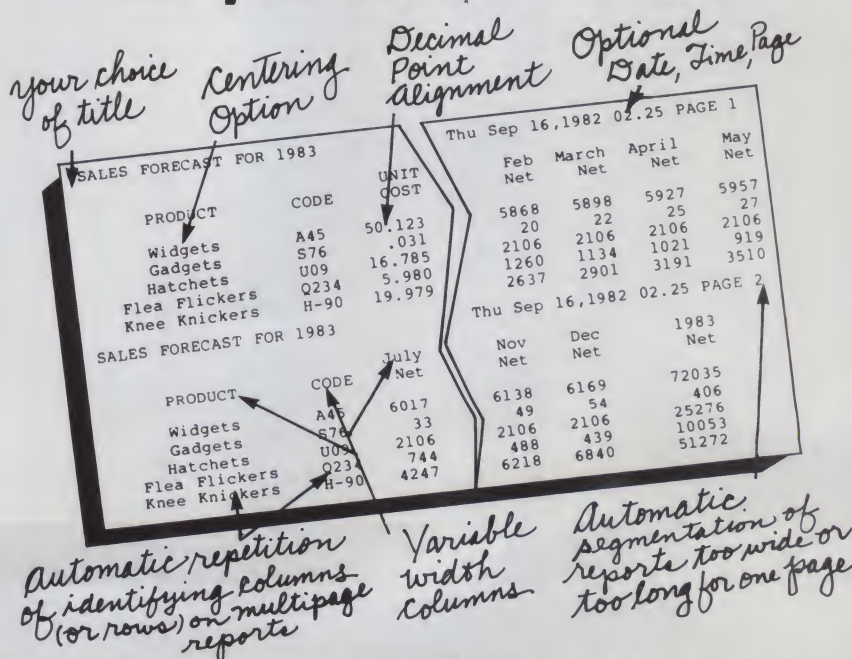 your choice
of title
Centering
Option
Decimal
Point
Alignment
Optional
Date, Time, Page
SALES FORECAST FOR 1983
PRODUCT CODE UNIT
COST
Widgets A45 50.123
Gadgets S76 .031
Hatchets U09 16.785
Flea Flickers Q234 5.980
Knee Knickers H-90 19.979
Thu Sep 16,1982 02.25 PAGE 1
Feb March April May
Net Net Net Net
5868 5898 5927 5957
20 22 25 27
2106 2106 2106 2106
1260 1134 1021 919
2637 2901 3191 3510
SALES FORECAST FOR 1983
PRODUCT CODE July
Net
Widgets A45 6017
Gadgets S76 33
Hatchets U09 2106
Flea Flickers Q234 744
Knee Knickers H-90 4247
Thu Sep 16,1982 02.25 PAGE 2
Nov Dec 1983
Net Net Net
6138 6169 72035
49 54 406
2106 2106 25276
488 439 10053
6218 6840 51272
Automatic repetition
of identifying columns
(or rows) on multipage
reports
Variable
width
columns
Automatic
segmentation of
reports too wide or
too long for one page